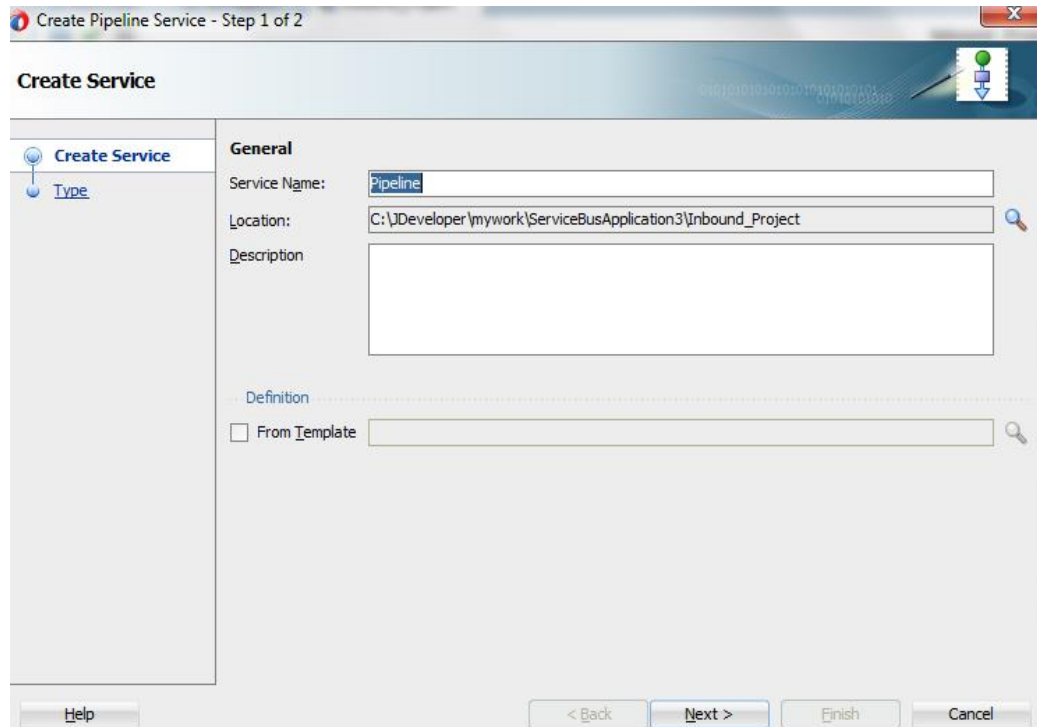 Create Pipeline Service - Step 1 of 2
Create Service
Create Service
Type
General
Service Name: Pipeline
Location: C:\JDeveloper\mywork\ServiceBusApplication3\Inbound_Project
Description
Definition
From Template
Help < Back Next > Finish Cancel